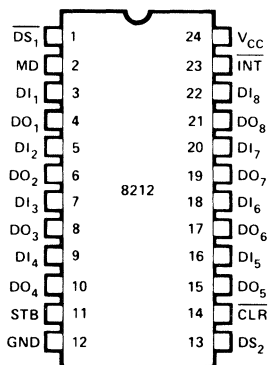 DS₁ 1 24 V_CC
MD 2 23 INT
DI₁ 3 22 DI₈
DO₁ 4 21 DO₈
DI₂ 5 20 DI₇
DO₂ 6 19 DO₇
8212
DI₃ 7 18 DI₆
DO₃ 8 17 DO₆
DI₄ 9 16 DI₅
DO₄ 10 15 DO₅
STB 11 14 CLR
GND 12 13 DS₂